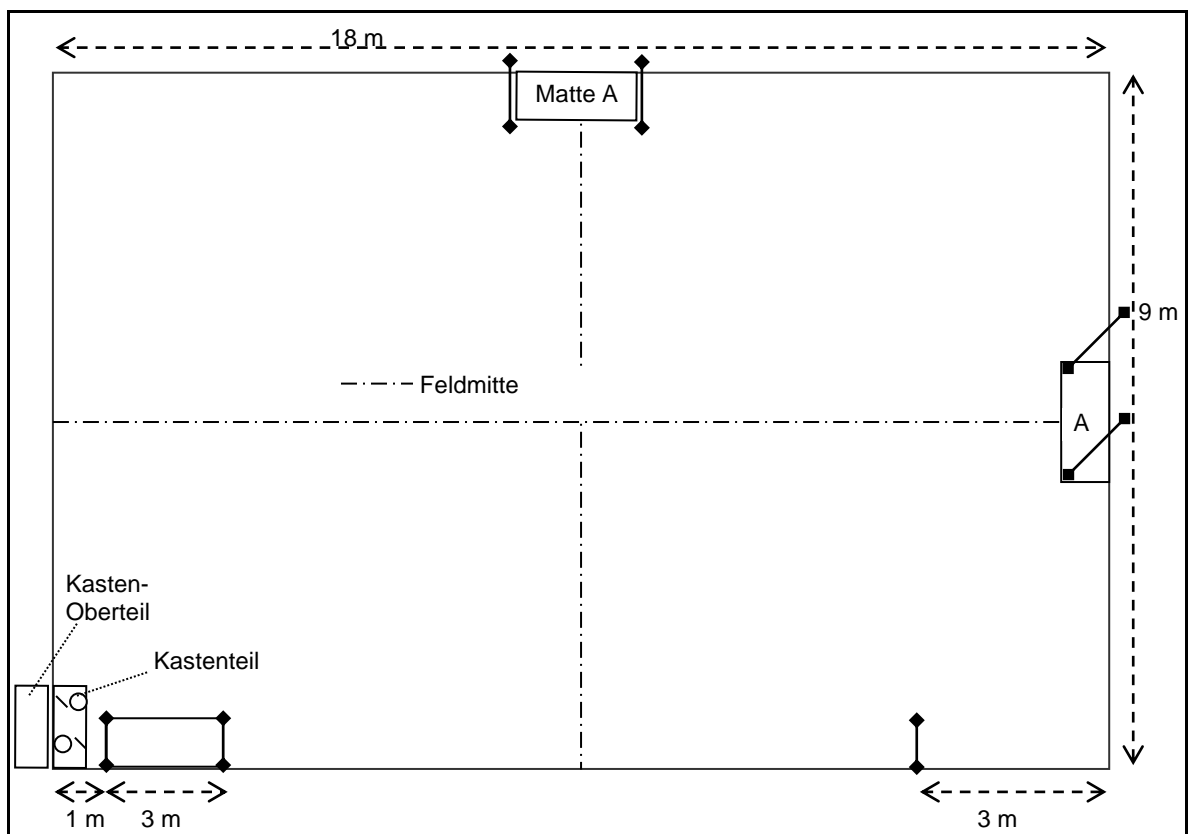 18 m
Matte A
9 m
Feldmitte
A
Kasten-
Oberteil
Kastenteil
1 m
3 m
3 m